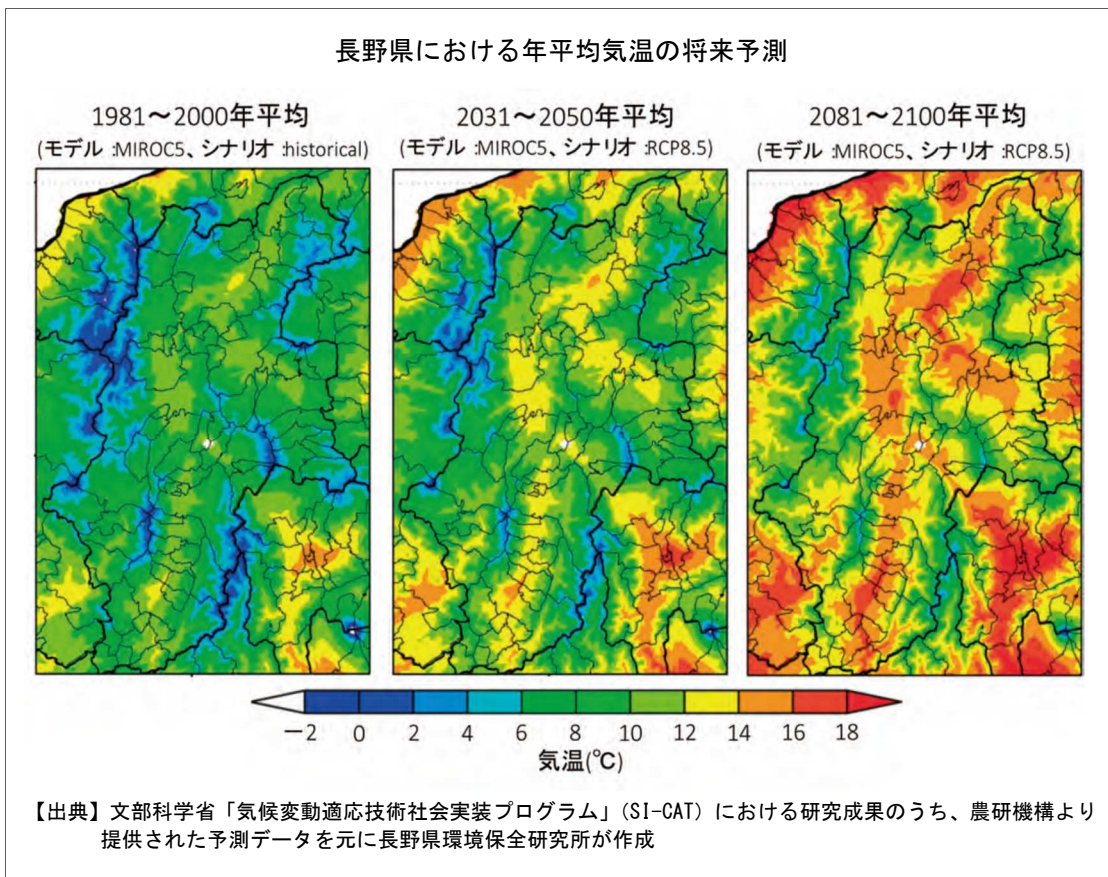 長野県における年平均気温の将来予測
1981～2000年平均
(モデル :MIROC5、シナリオ :historical)
2031～2050年平均
(モデル :MIROC5、シナリオ :RCP8.5)
2081～2100年平均
(モデル :MIROC5、シナリオ :RCP8.5)
－2 0 2 4 6 8 10 12 14 16 18
気温(℃)
【出典】文部科学省「気候変動適応技術社会実装プログラム」(SI-CAT) における研究成果のうち、農研機構より
提供された予測データを元に長野県環境保全研究所が作成